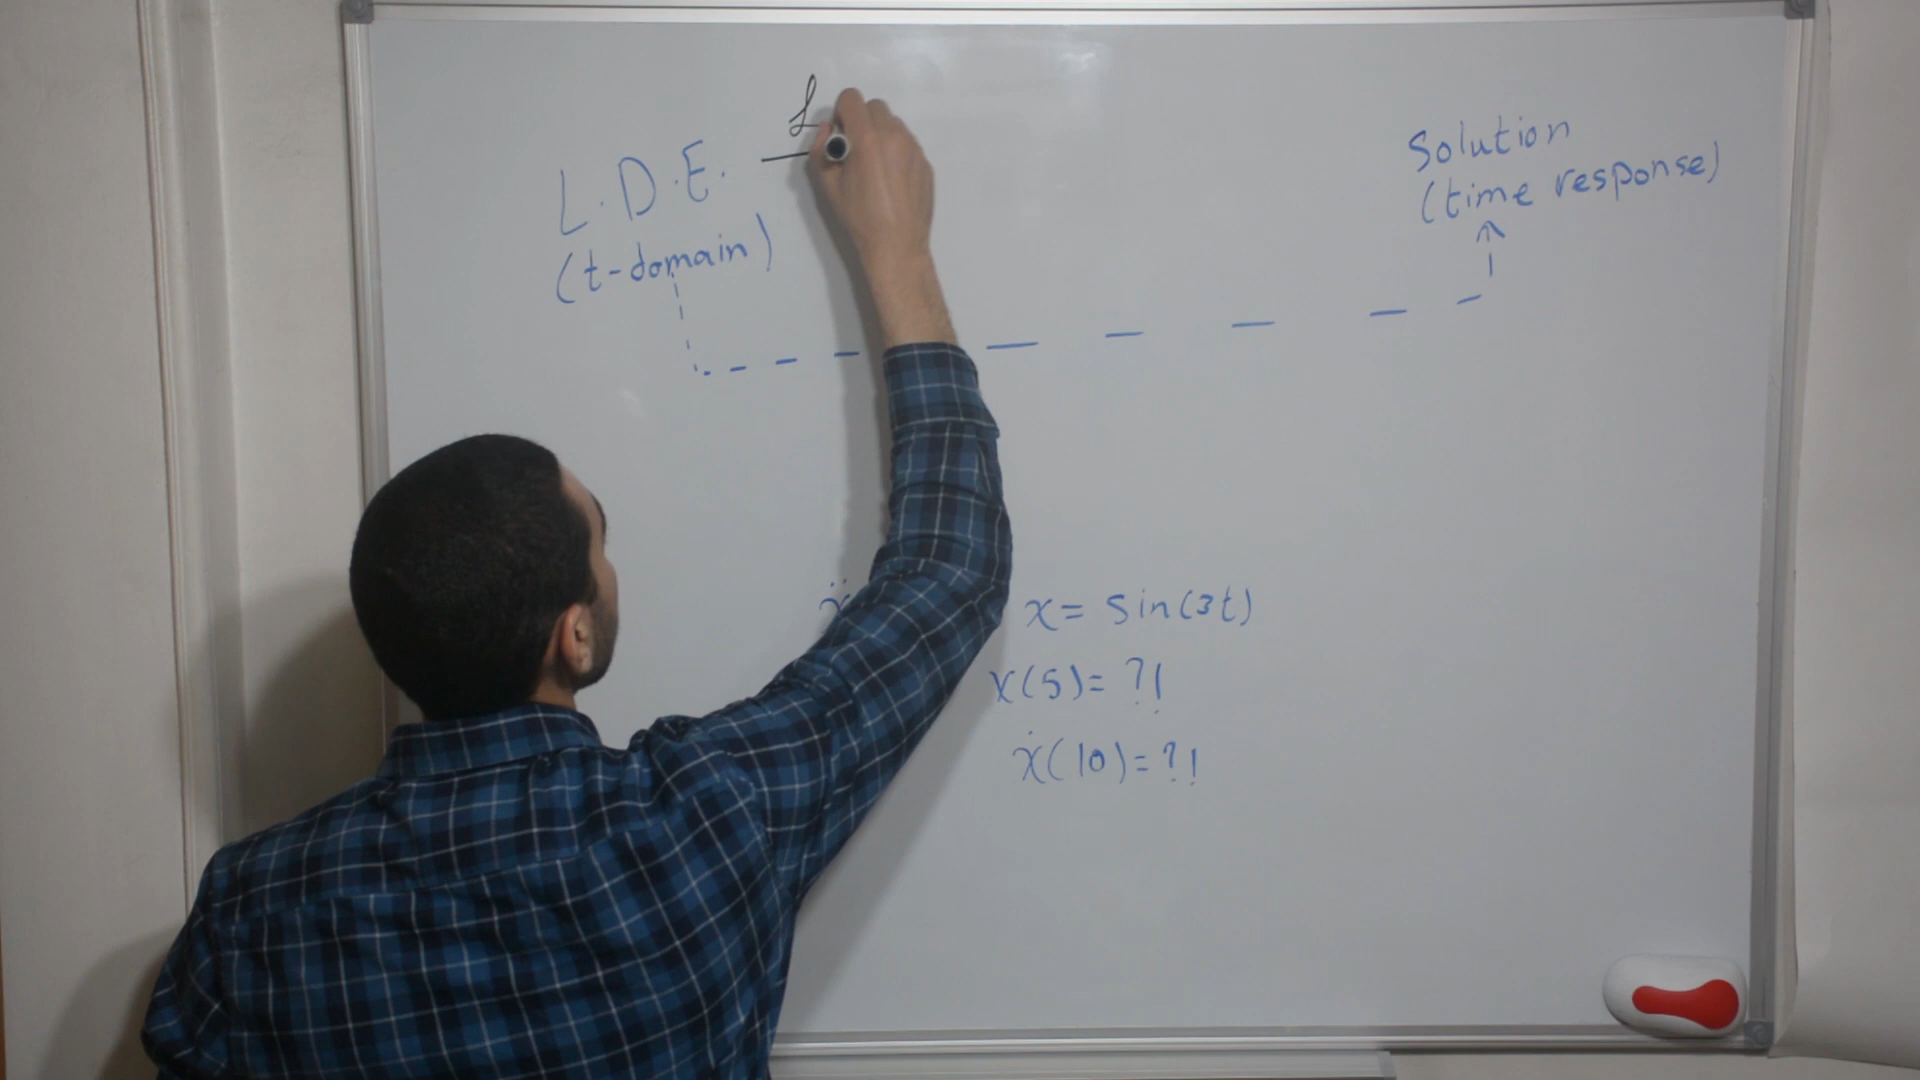 ℒ
L.D.E.
(t-domain)
Solution
(time response)
ẍ x = sin(3t)
x(5) = ?!
ẋ(10) = ?!